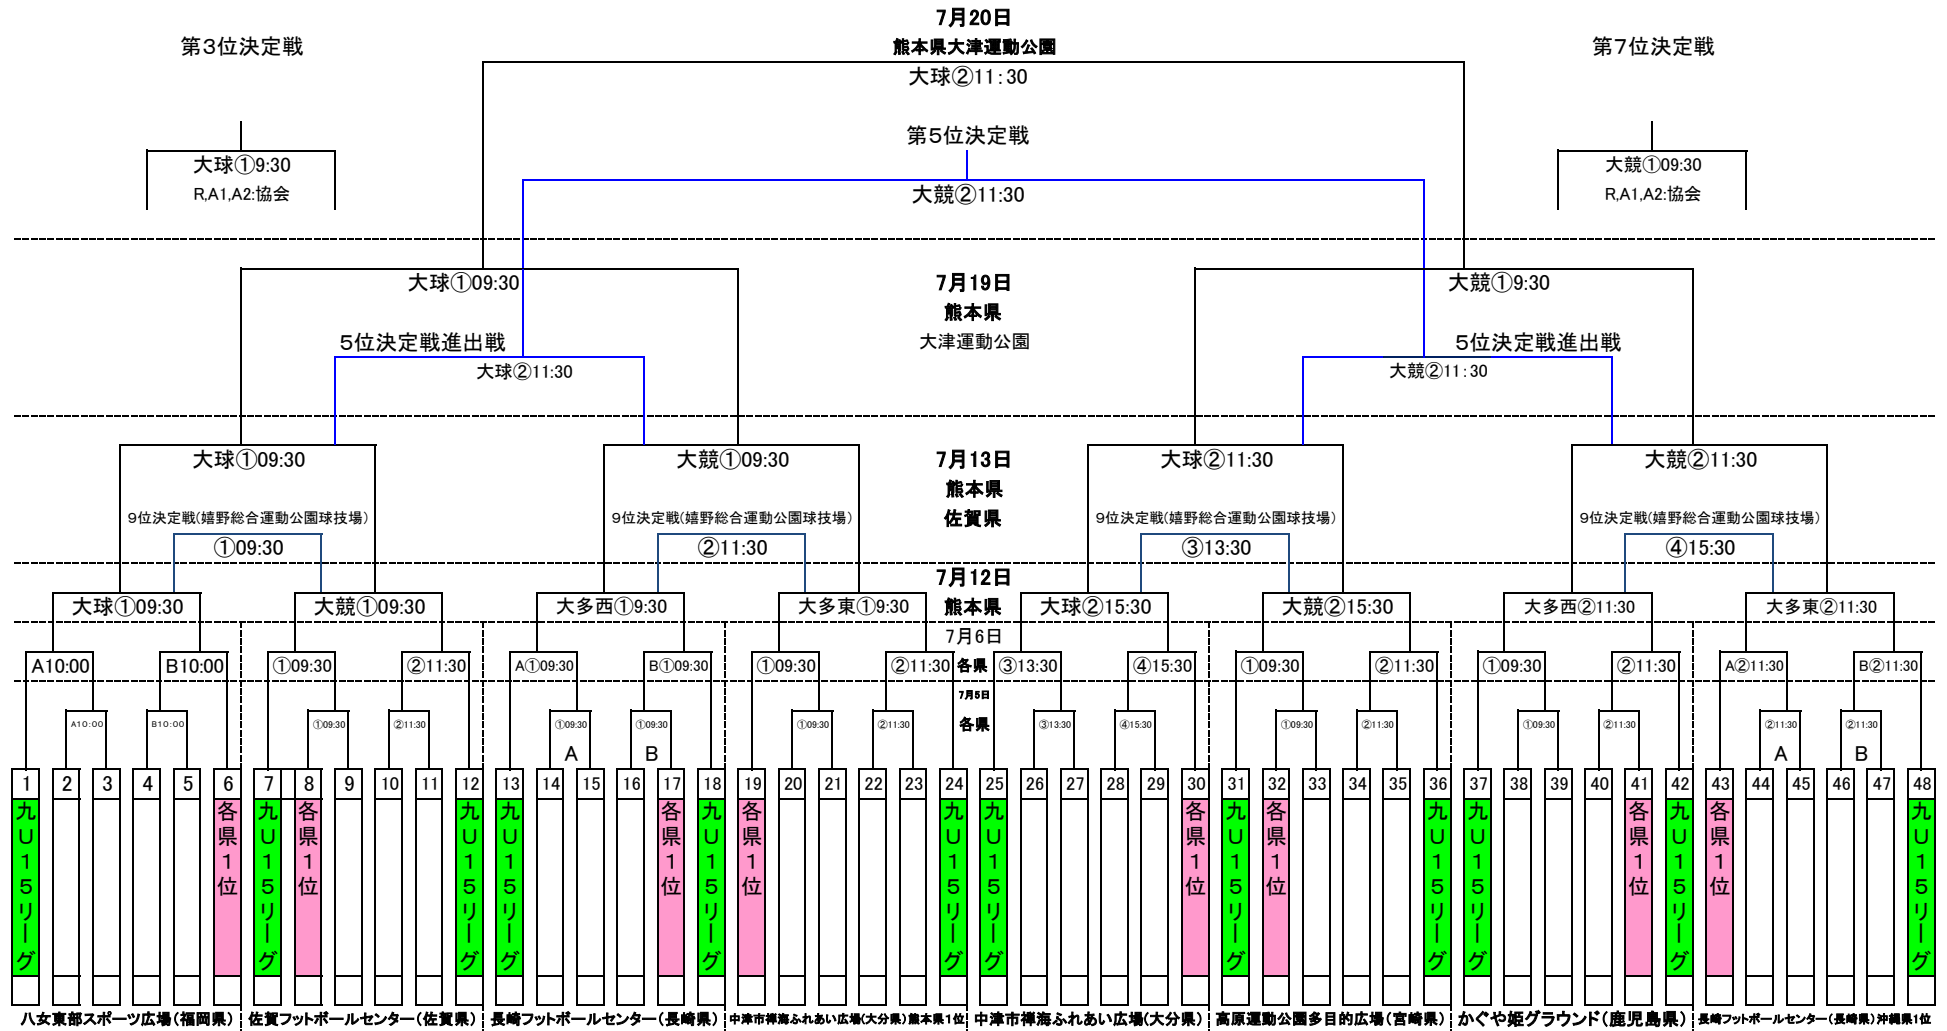 7月20日
第3位決定戦
熊本県大津運動公園
第7位決定戦
大球②11:30
第5位決定戦
大球①9:30
大競①09:30
R,A1,A2:協会
大競②11:30
R,A1,A2:協会
大球①09:30
7月19日
大競①9:30
熊本県
5位決定戦進出戦
大津運動公園
5位決定戦進出戦
大球②11:30
大競②11:30
大球①09:30
大競①09:30
7月13日
大球②11:30
大競②11:30
熊本県
9位決定戦(嬉野総合運動公園球技場)
9位決定戦(嬉野総合運動公園球技場)
佐賀県
9位決定戦(嬉野総合運動公園球技場)
9位決定戦(嬉野総合運動公園球技場)
①09:30
②11:30
③13:30
④15:30
7月12日
大球①09:30
大競①09:30
大多西①9:30
大多東①9:30
熊本県
大球②15:30
大競②15:30
大多西②11:30
大多東②11:30
7月6日
A10:00
B10:00
①09:30
②11:30
A①09:30
B①09:30
①09:30
②11:30
各県
③13:30
④15:30
①09:30
②11:30
①09:30
②11:30
A②11:30
B②11:30
7月5日
A10:00
B10:00
①09:30
②11:30
①09:30
①09:30
①09:30
②11:30
各県
③13:30
④15:30
①09:30
②11:30
①09:30
②11:30
②11:30
②11:30
A
B
A
B
1 2 3 4 5 6 7 8 9 10 11 12 13 14 15 16 17 18 19 20 21 22 23 24 25 26 27 28 29 30 31 32 33 34 35 36 37 38 39 40 41 42 43 44 45 46 47 48
九U15リーグ
各県1位
九U15リーグ
各県1位
九U15リーグ
九U15リーグ
各県1位
九U15リーグ
各県1位
九U15リーグ
九U15リーグ
各県1位
九U15リーグ
各県1位
九U15リーグ
九U15リーグ
各県1位
九U15リーグ
各県1位
九U15リーグ
八女東部スポーツ広場(福岡県)
佐賀フットボールセンター(佐賀県)
長崎フットボールセンター(長崎県)
中津市禅海ふれあい広場(大分県)熊本県1位
中津市禅海ふれあい広場(大分県)
高原運動公園多目的広場(宮崎県)
かぐや姫グラウンド(鹿児島県)
長崎フットボールセンター(長崎県)沖縄県1位